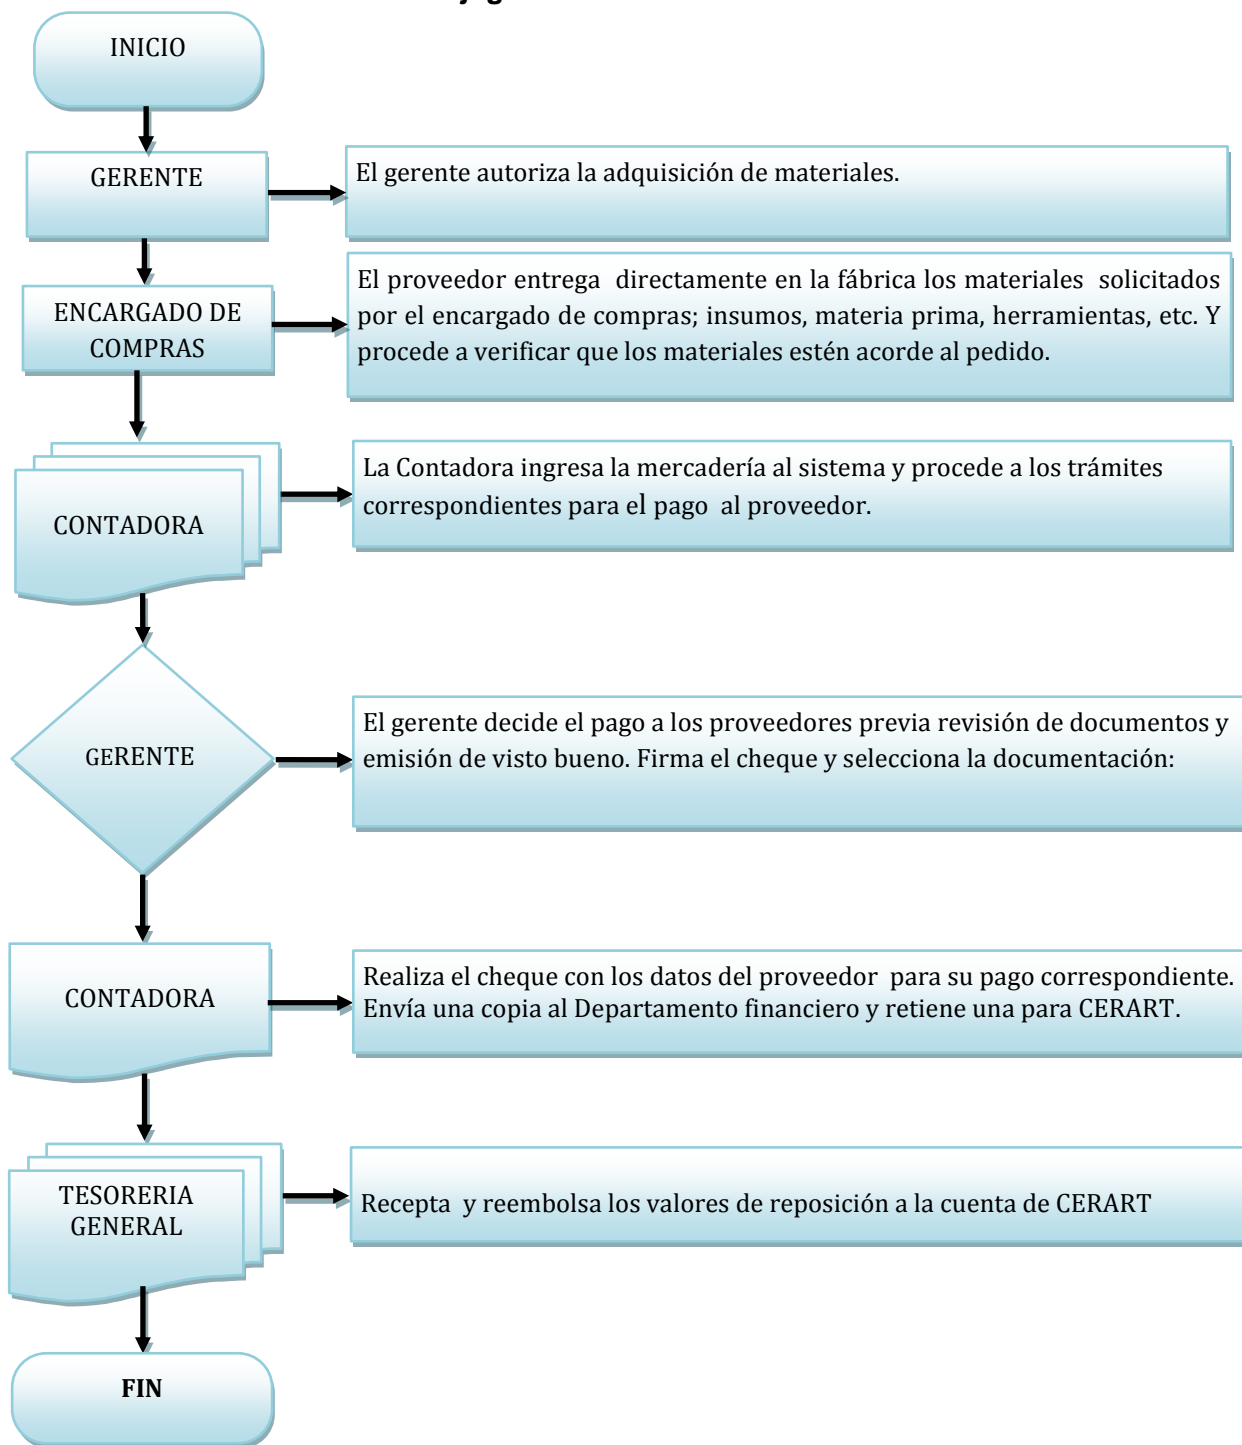 INICIO
GERENTE
El gerente autoriza la adquisición de materiales.
ENCARGADO DE
COMPRAS
El proveedor entrega directamente en la fábrica los materiales solicitados
por el encargado de compras; insumos, materia prima, herramientas, etc. Y
procede a verificar que los materiales estén acorde al pedido.
CONTADORA
La Contadora ingresa la mercadería al sistema y procede a los trámites
correspondientes para el pago al proveedor.
GERENTE
El gerente decide el pago a los proveedores previa revisión de documentos y
emisión de visto bueno. Firma el cheque y selecciona la documentación:
CONTADORA
Realiza el cheque con los datos del proveedor para su pago correspondiente.
Envía una copia al Departamento financiero y retiene una para CERART.
TESORERIA
GENERAL
Recepta y reembolsa los valores de reposición a la cuenta de CERART
FIN